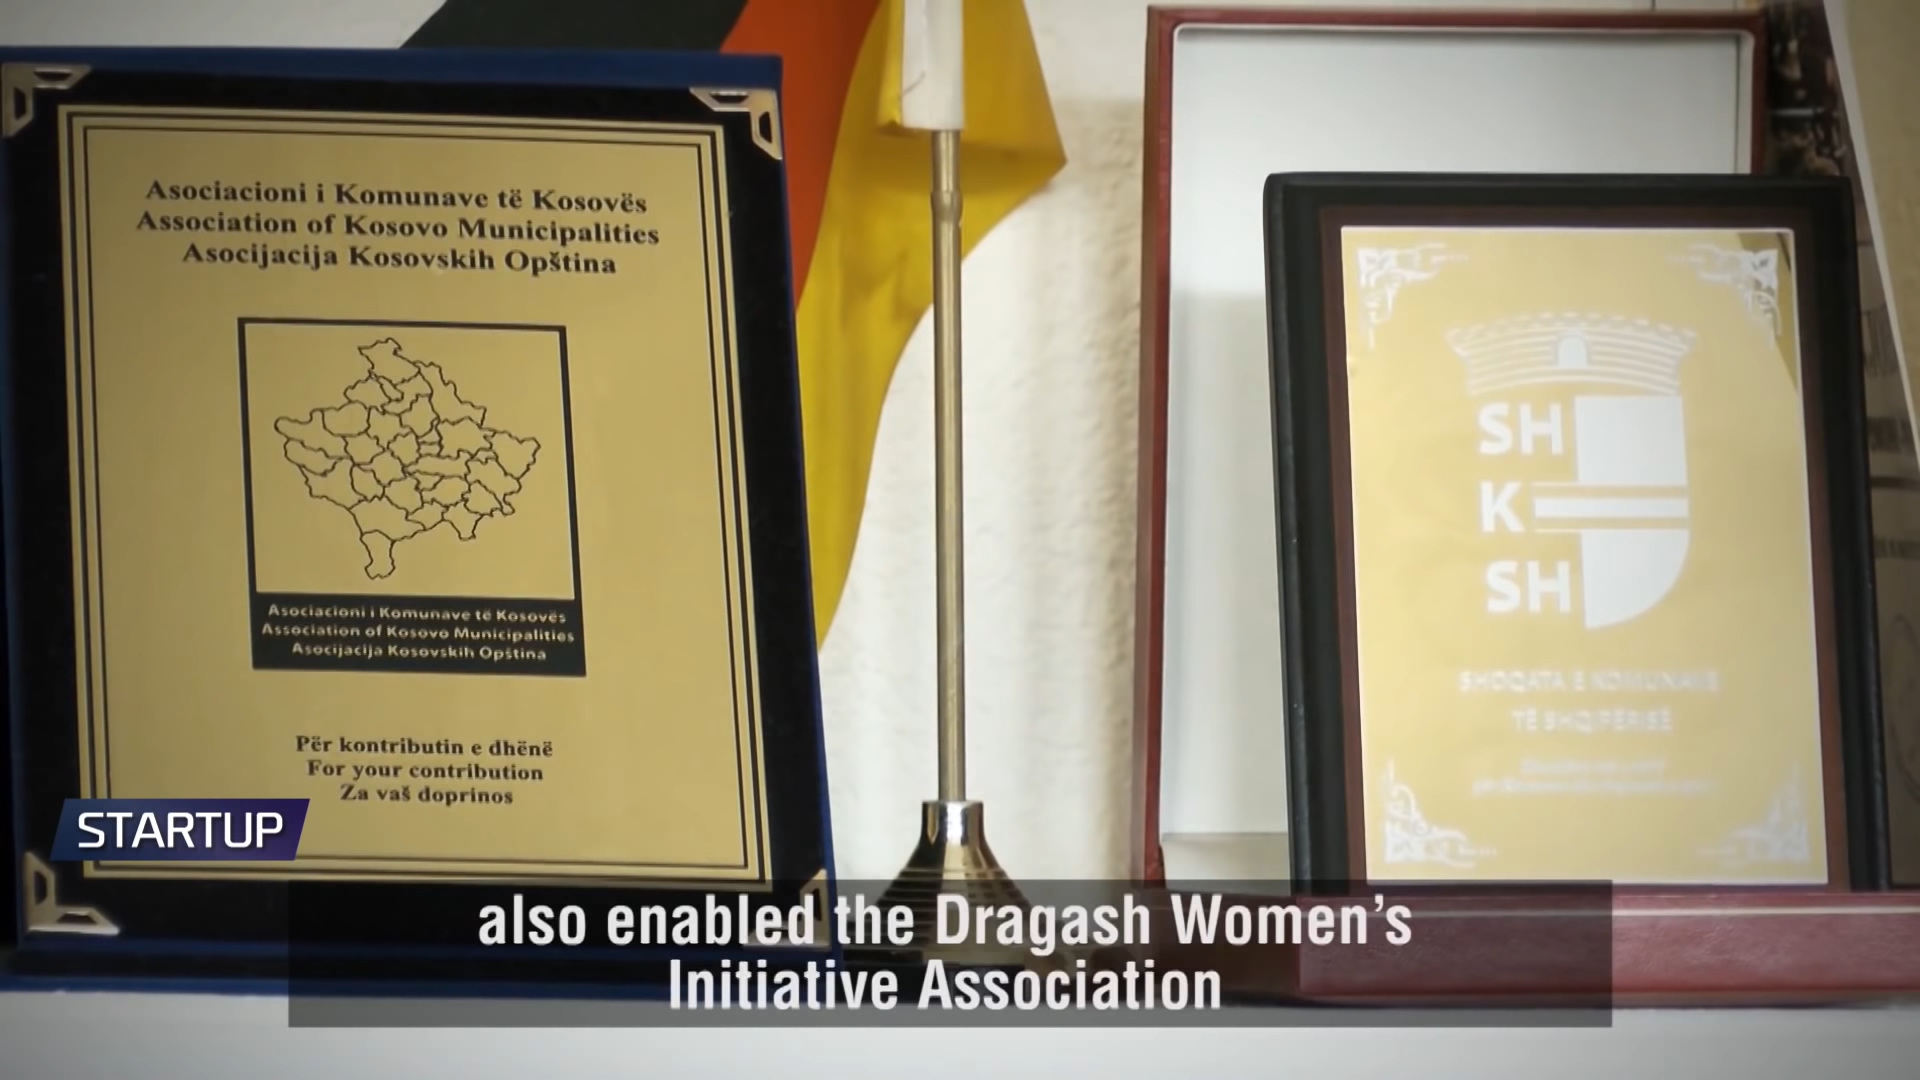 Asociacioni i Komunave të Kosovës
Association of Kosovo Municipalities
Asocijacija Kosovskih Opština
Asociacioni i Komunave të Kosovës
Association of Kosovo Municipalities
Asocijacija Kosovskih Opština
Për kontributin e dhënë
For your contribution
Za vaš doprinos
SH
K
SH
SHOQATA E KOMUNAVE
TË SHQIPËRISË
STARTUP
also enabled the Dragash Women’s
Initiative Association